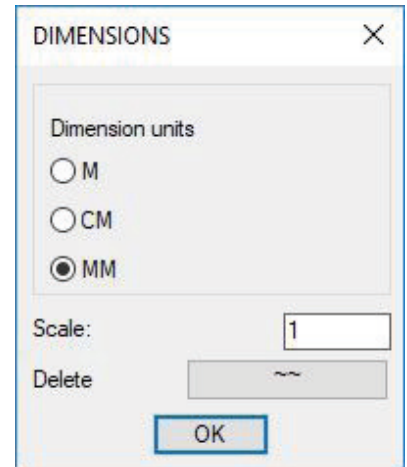 DIMENSIONS
Dimension units
M
CM
MM
Scale: 1
Delete ~~
OK